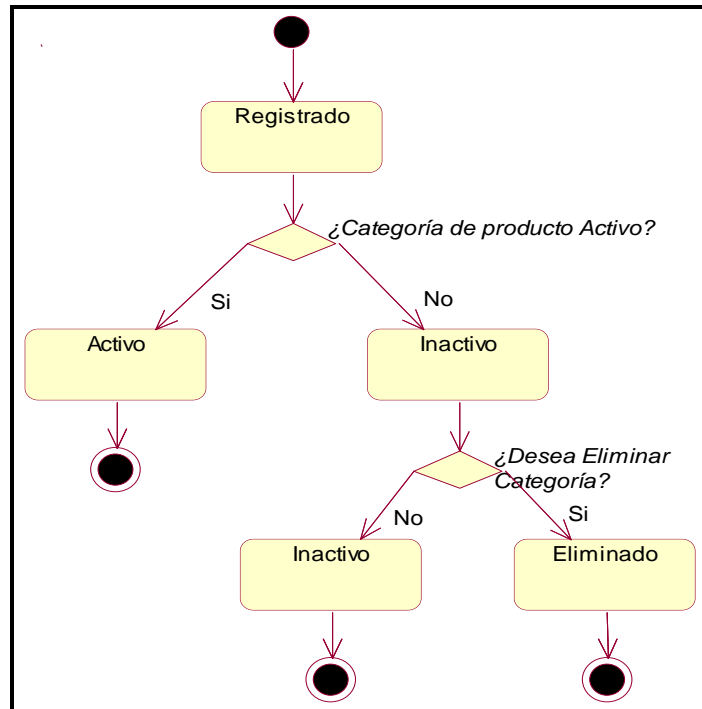 Registrado
¿Categoría de producto Activo?
Si
No
Activo
Inactivo
¿Desea Eliminar
Categoría?
No
Si
Inactivo
Eliminado